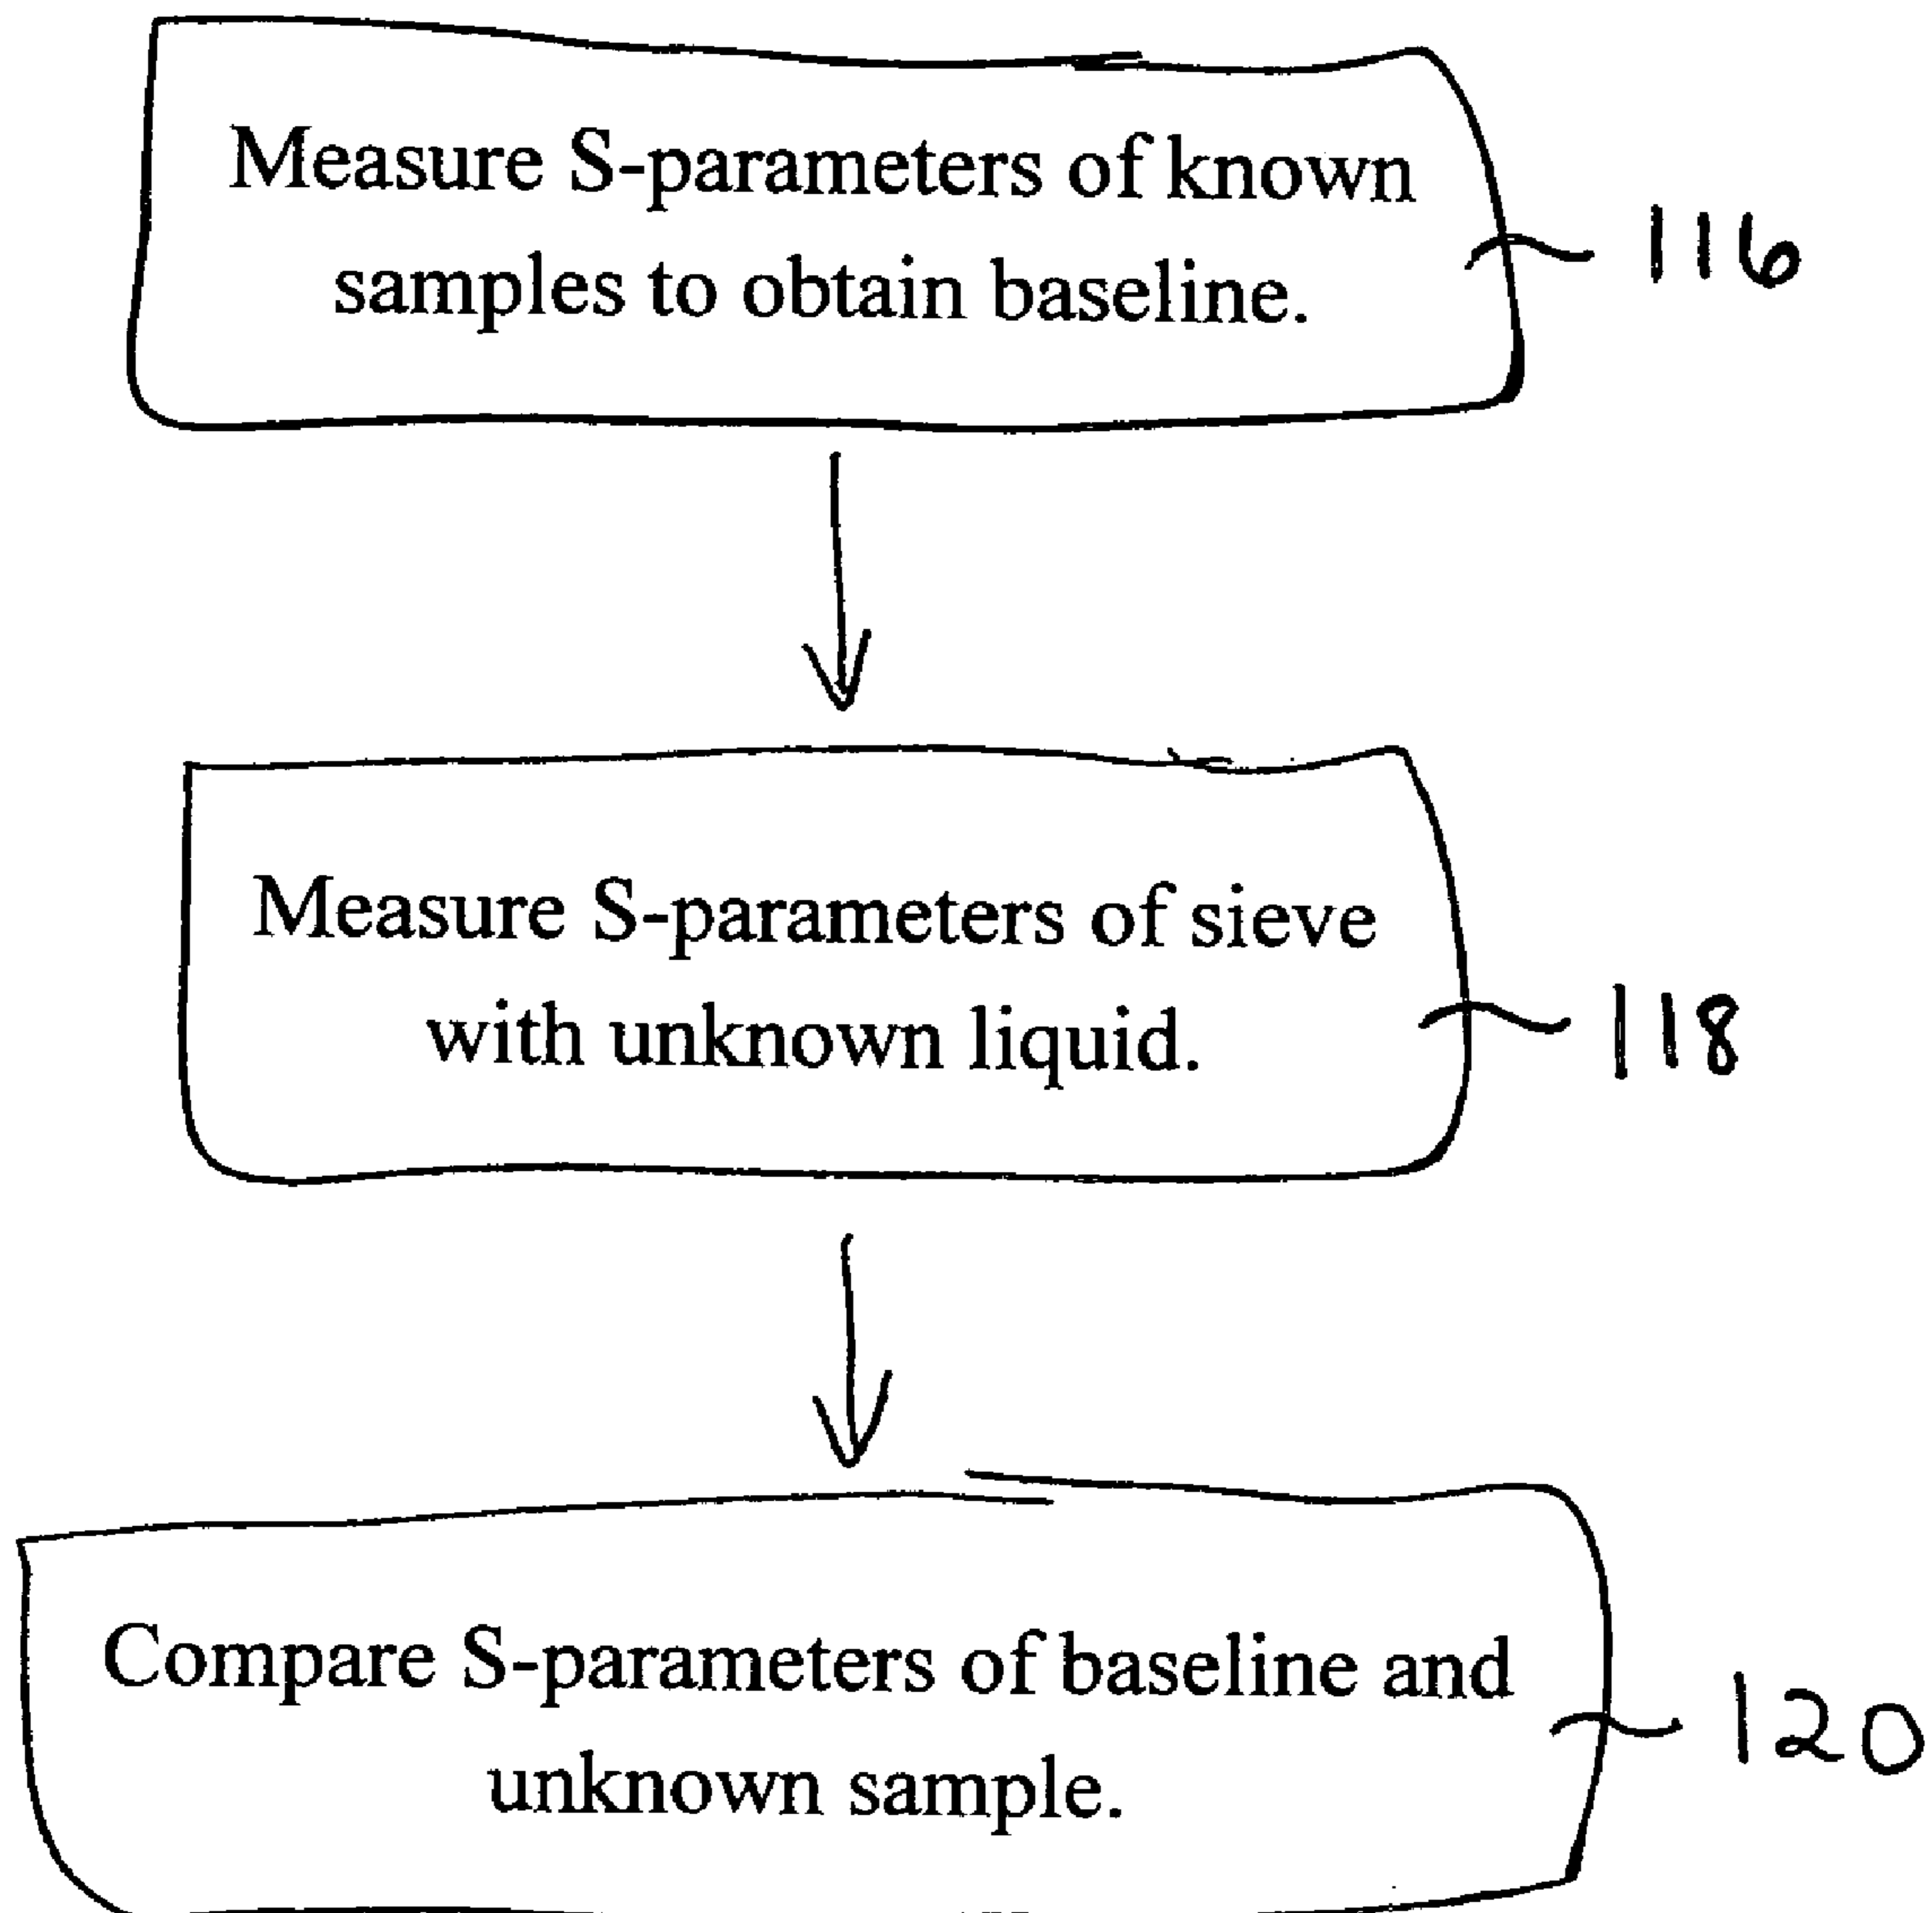 Measure S-parameters of known
samples to obtain baseline.
116
Measure S-parameters of sieve
with unknown liquid.
118
Compare S-parameters of baseline and
unknown sample.
120